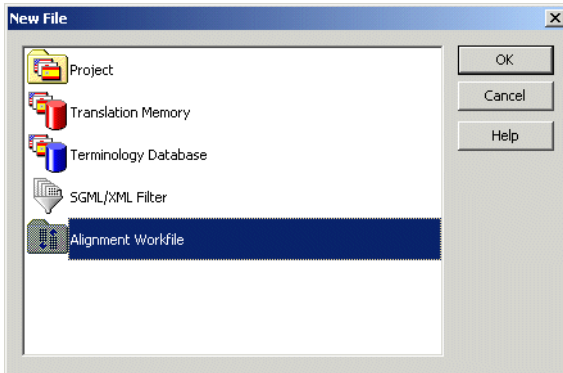 New File
Project
Translation Memory
Terminology Database
SGML/XML Filter
Alignment Workfile
OK
Cancel
Help